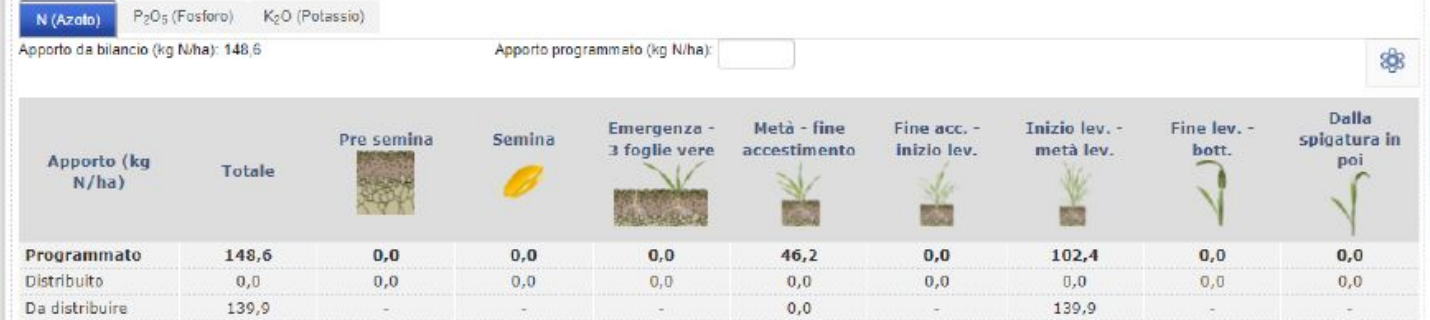 N (Azoto) P₂O₅ (Fosforo) K₂O (Potassio)
Apporto da bilancio (kg N/ha): 148,6 Apporto programmato (kg N/ha):
Apporto (kg N/ha) Totale Pre semina Semina Emergenza - 3 foglie vere Metà - fine accestimento Fine acc. - inizio lev. Inizio lev. - metà lev. Fine lev. - bott. Dalla spigatura in poi
Programmato 148,6 0,0 0,0 0,0 46,2 0,0 102,4 0,0 0,0
Distribuito 0,0 0,0 0,0 0,0 0,0 0,0 0,0 0,0 0,0
Da distribuire 139,9 - - - 0,0 - 139,9 - -